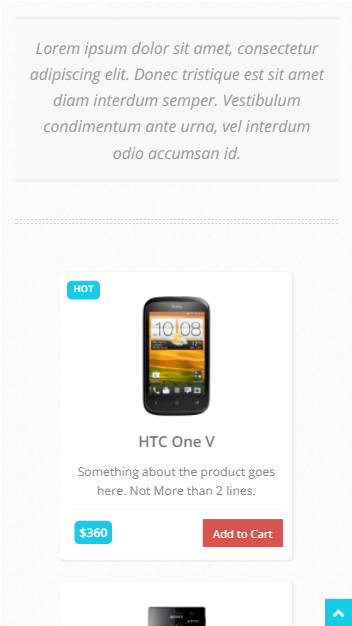 Lorem ipsum dolor sit amet, consectetur
adipiscing elit. Donec tristique est sit amet
diam interdum semper. Vestibulum
condimentum ante urna, vel interdum
odio accumsan id.
HOT
10:08
HTC One V
Something about the product goes
here. Not More than 2 lines.
$360
Add to Cart
SONY